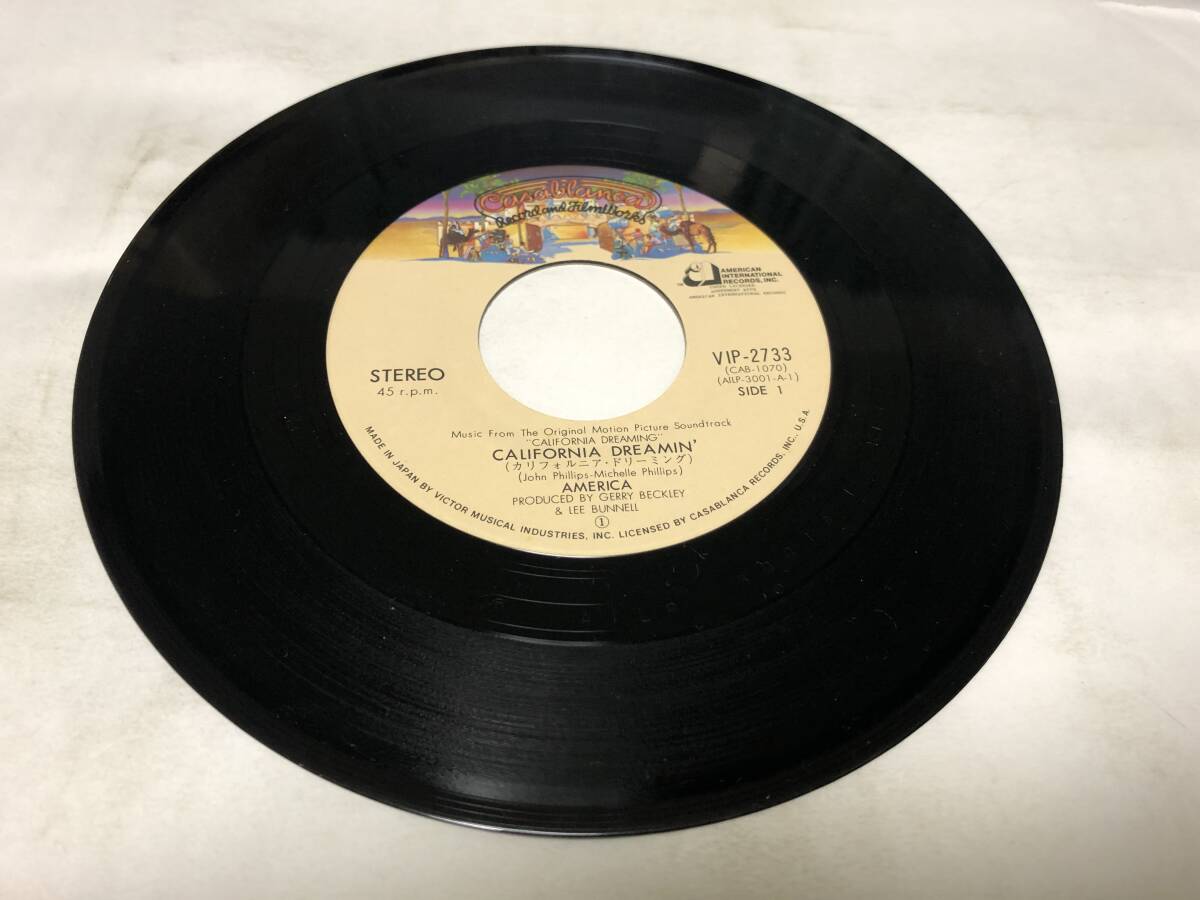 Casablanca
Record and FilmWorks
AMERICAN
INTERNATIONAL
RECORDS, INC.
AMERICAN INTERNATIONAL RECORDS
VIP-2733
(CAB-1070)
(AILP-3001-A-1)
SIDE 1
STEREO
45 r.p.m.
Music From The Original Motion Picture Soundtrack
"CALIFORNIA DREAMING"
CALIFORNIA DREAMIN'
(カリフォルニア・ドリーミング)
(John Phillips-Michelle Phillips)
AMERICA
PRODUCED BY GERRY BECKLEY
& LEE BUNNELL
①
MADE IN JAPAN BY VICTOR MUSICAL INDUSTRIES, INC. LICENSED BY CASABLANCA RECORDS, INC., U.S.A.